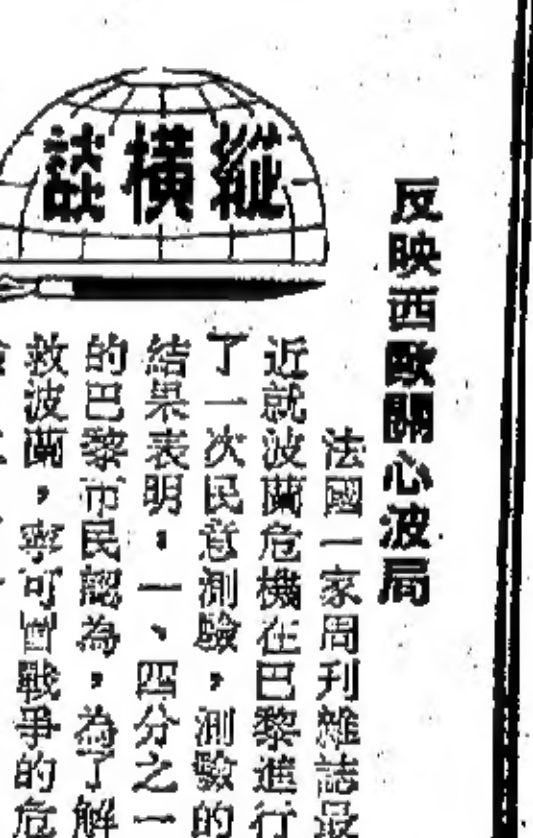 縱橫談
反映西歐關心波局
法國一家周刊雜誌最
近就波蘭危機在巴黎進行
了一次民意測驗，測驗的
結果表明：一、四分之一
的巴黎市民認為，為了解
救波蘭，寧可冒戰爭的危